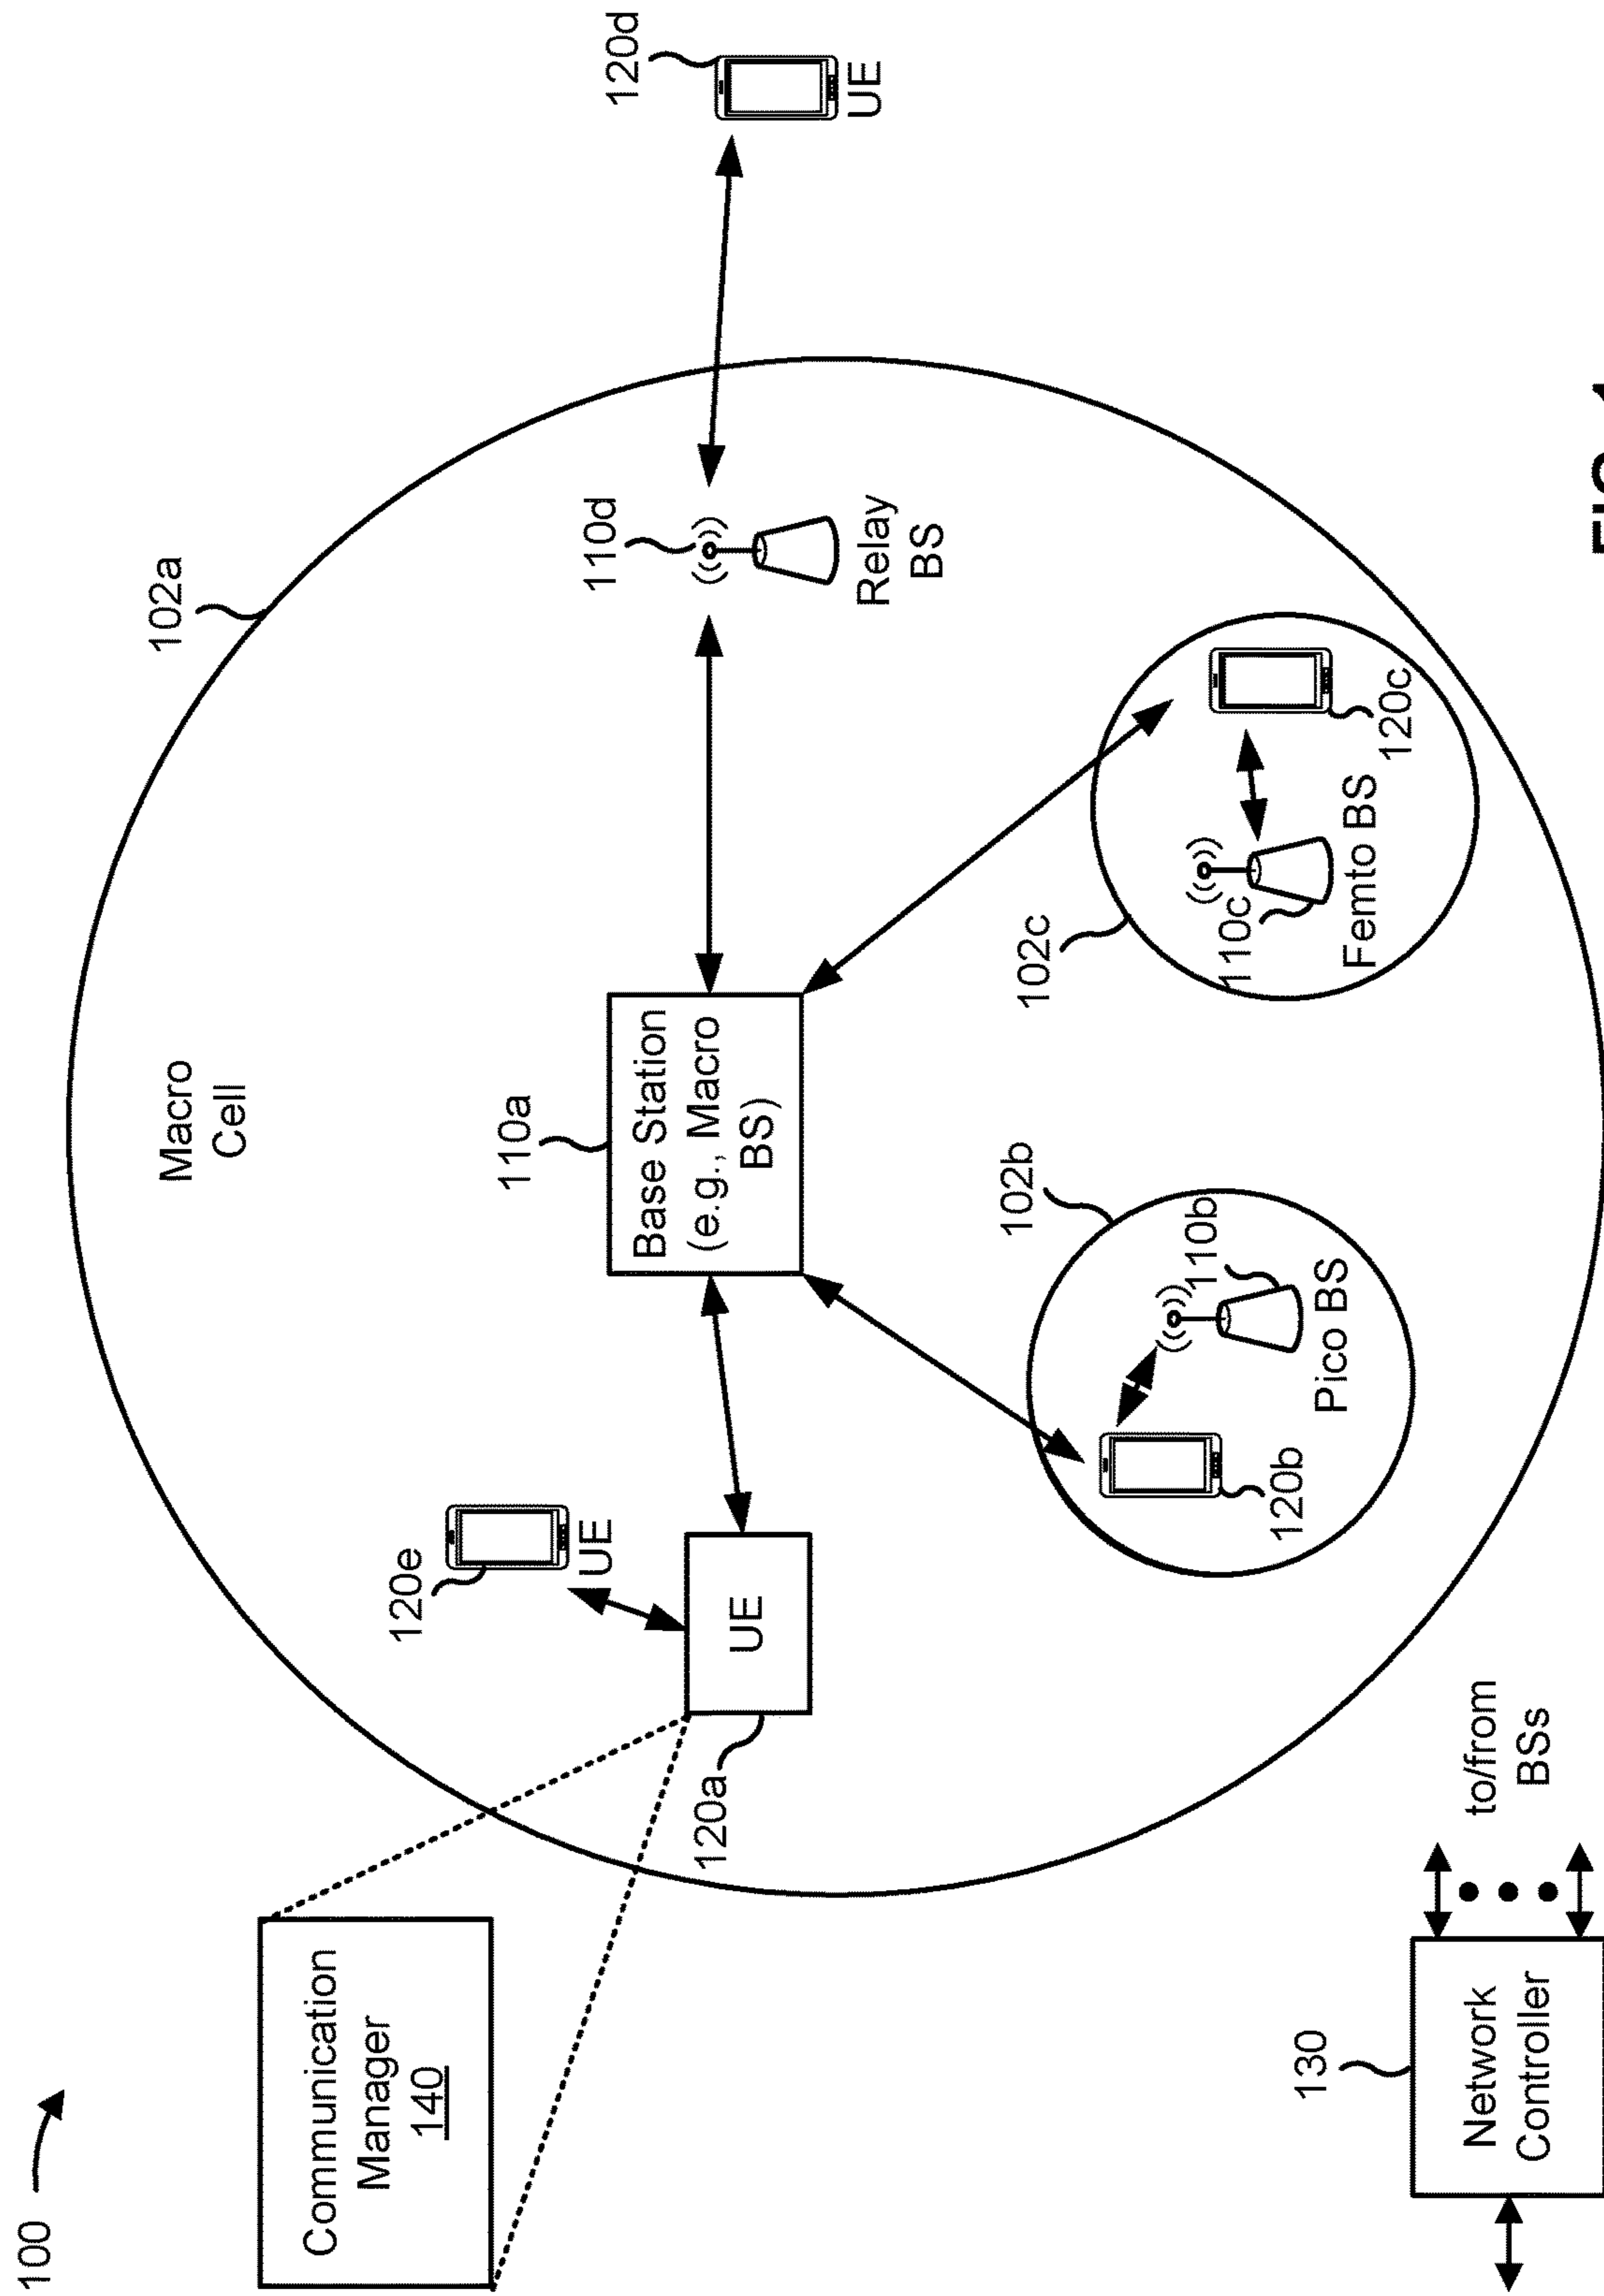 100
Communication
Manager
140
102a
Macro
Cell
120e
UE
110a
Base Station
(e.g., Macro
BS)
110d
Relay
BS
120d
UE
UE
120a
102b
110b
Pico BS
120b
102c
110c
Femto BS
120c
130
Network
Controller
to/from
BSs